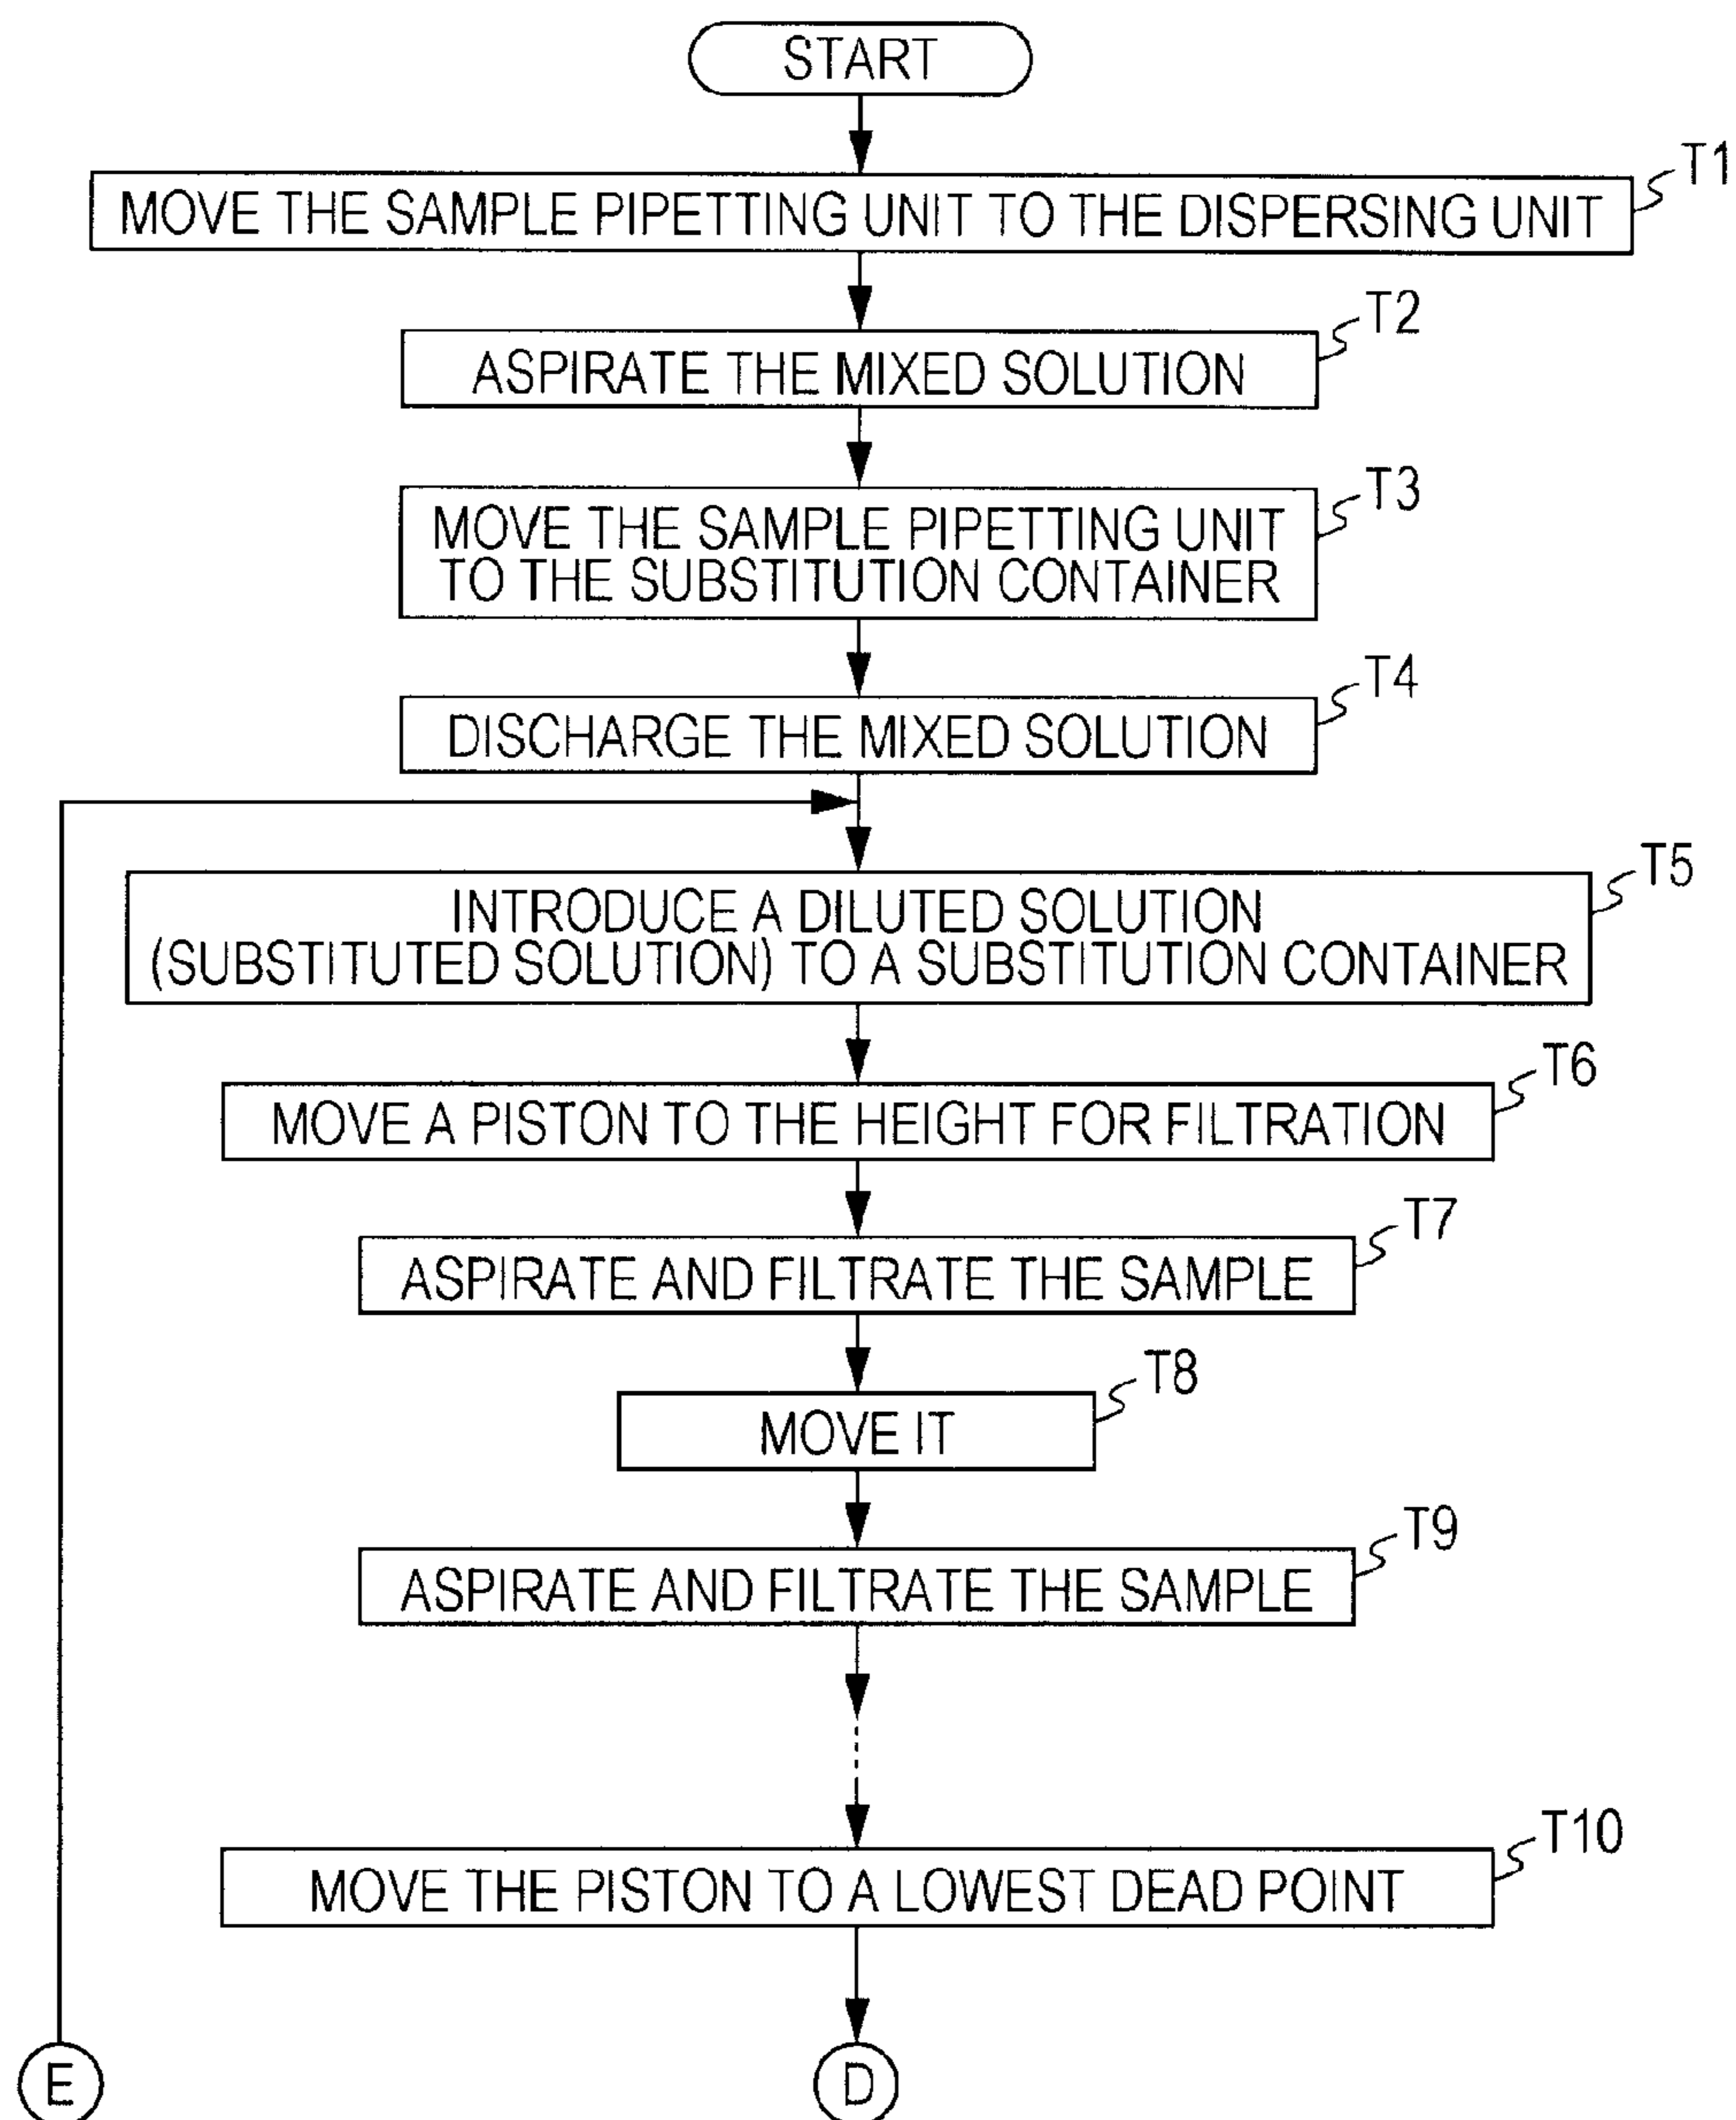 START
T1
MOVE THE SAMPLE PIPETTING UNIT TO THE DISPERSING UNIT
T2
ASPIRATE THE MIXED SOLUTION
T3
MOVE THE SAMPLE PIPETTING UNIT
TO THE SUBSTITUTION CONTAINER
T4
DISCHARGE THE MIXED SOLUTION
T5
INTRODUCE A DILUTED SOLUTION
(SUBSTITUTED SOLUTION) TO A SUBSTITUTION CONTAINER
T6
MOVE A PISTON TO THE HEIGHT FOR FILTRATION
T7
ASPIRATE AND FILTRATE THE SAMPLE
T8
MOVE IT
T9
ASPIRATE AND FILTRATE THE SAMPLE
T10
MOVE THE PISTON TO A LOWEST DEAD POINT
E
D